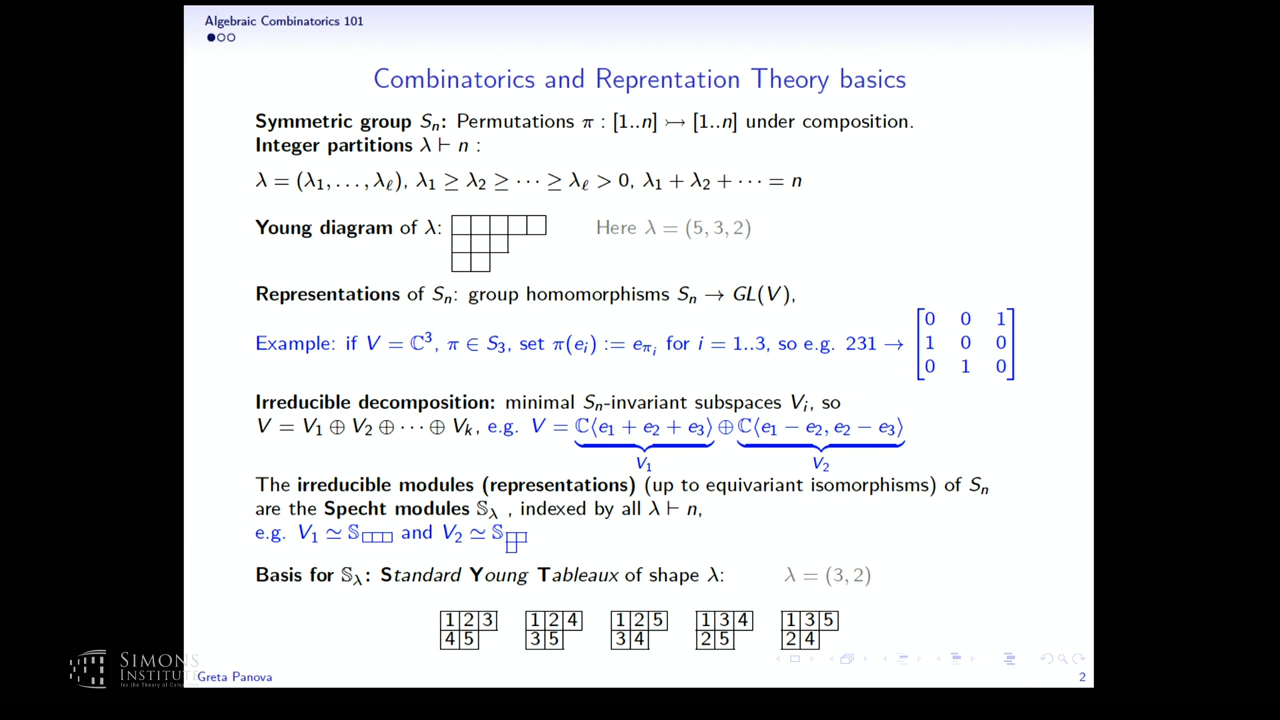 Algebraic Combinatorics 101
Combinatorics and Reprentation Theory basics
Symmetric group Sₙ: Permutations π : [1..n] ↣ [1..n] under composition.
Integer partitions λ ⊢ n :
λ = (λ₁, . . . , λ_ℓ), λ₁ ≥ λ₂ ≥ · · · ≥ λ_ℓ > 0, λ₁ + λ₂ + · · · = n
Young diagram of λ: Here λ = (5, 3, 2)
Representations of Sₙ: group homomorphisms Sₙ → GL(V),
Example: if V = ℂ³, π ∈ S₃, set π(eᵢ) := e_{πᵢ} for i = 1..3, so e.g. 231 →
0 0 1
1 0 0
0 1 0
Irreducible decomposition: minimal Sₙ-invariant subspaces Vᵢ, so
V = V₁ ⊕ V₂ ⊕ · · · ⊕ Vₖ, e.g. V = ℂ⟨e₁ + e₂ + e₃⟩ ⊕ ℂ⟨e₁ − e₂, e₂ − e₃⟩
V₁ V₂
The irreducible modules (representations) (up to equivariant isomorphisms) of Sₙ
are the Specht modules 𝕊_λ , indexed by all λ ⊢ n,
e.g. V₁ ≃ 𝕊 and V₂ ≃ 𝕊
Basis for 𝕊_λ: Standard Young Tableaux of shape λ: λ = (3, 2)
1 2 3 1 2 4 1 2 5 1 3 4 1 3 5
4 5 3 5 3 4 2 5 2 4
SIMONS
INSTITUTE
Greta Panova 2